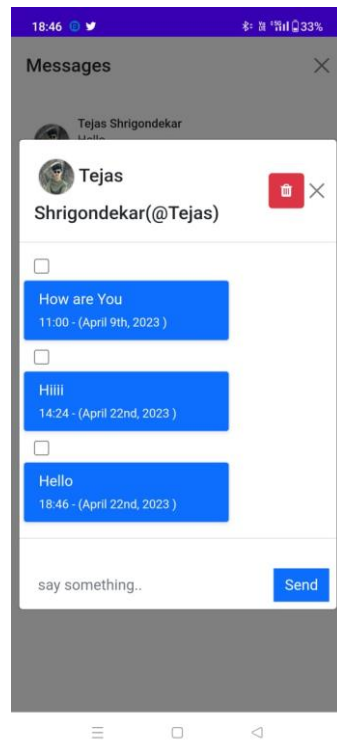 18:46 33%
Messages
Tejas Shrigondekar
Hello
Tejas
Shrigondekar(@Tejas)
How are You
11:00 - (April 9th, 2023 )
Hiiii
14:24 - (April 22nd, 2023 )
Hello
18:46 - (April 22nd, 2023 )
say something..
Send